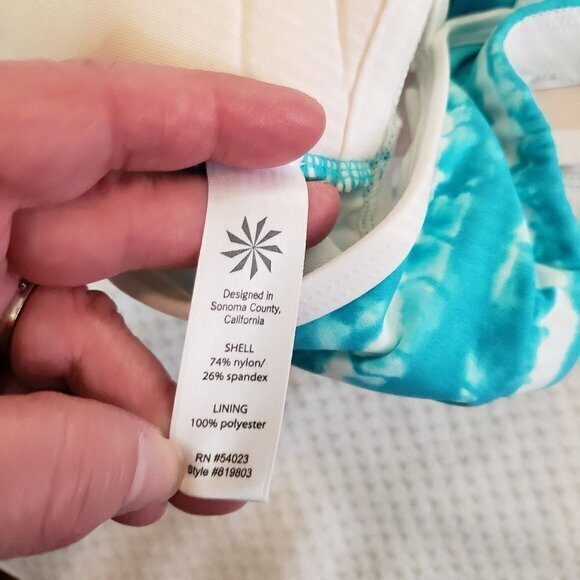 Designed in
Sonoma County,
California
SHELL
74% nylon/
26% spandex
LINING
100% polyester
RN #54023
Style #819803